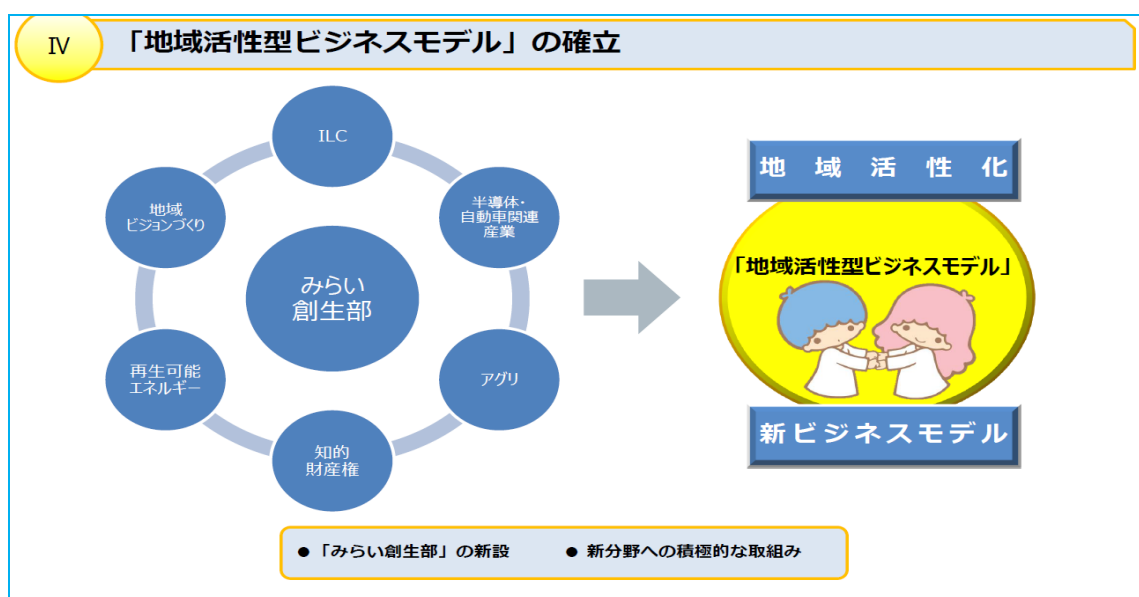 Ⅳ
「地域活性型ビジネスモデル」の確立
ILC
半導体・
自動車関連
産業
アグリ
知的
財産権
再生可能
エネルギー
地域
ビジョンづくり
みらい
創生部
地域活性化
「地域活性型ビジネスモデル」
新ビジネスモデル
● 「みらい創生部」の新設
● 新分野への積極的な取組み